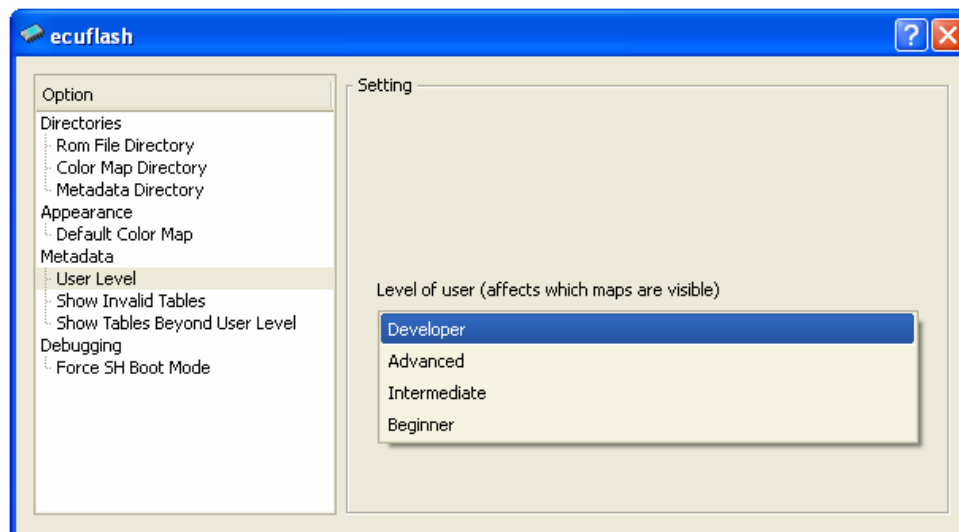 ecuflash
Option
Directories
Rom File Directory
Color Map Directory
Metadata Directory
Appearance
Default Color Map
Metadata
User Level
Show Invalid Tables
Show Tables Beyond User Level
Debugging
Force SH Boot Mode
Setting
Level of user (affects which maps are visible)
Developer
Advanced
Intermediate
Beginner